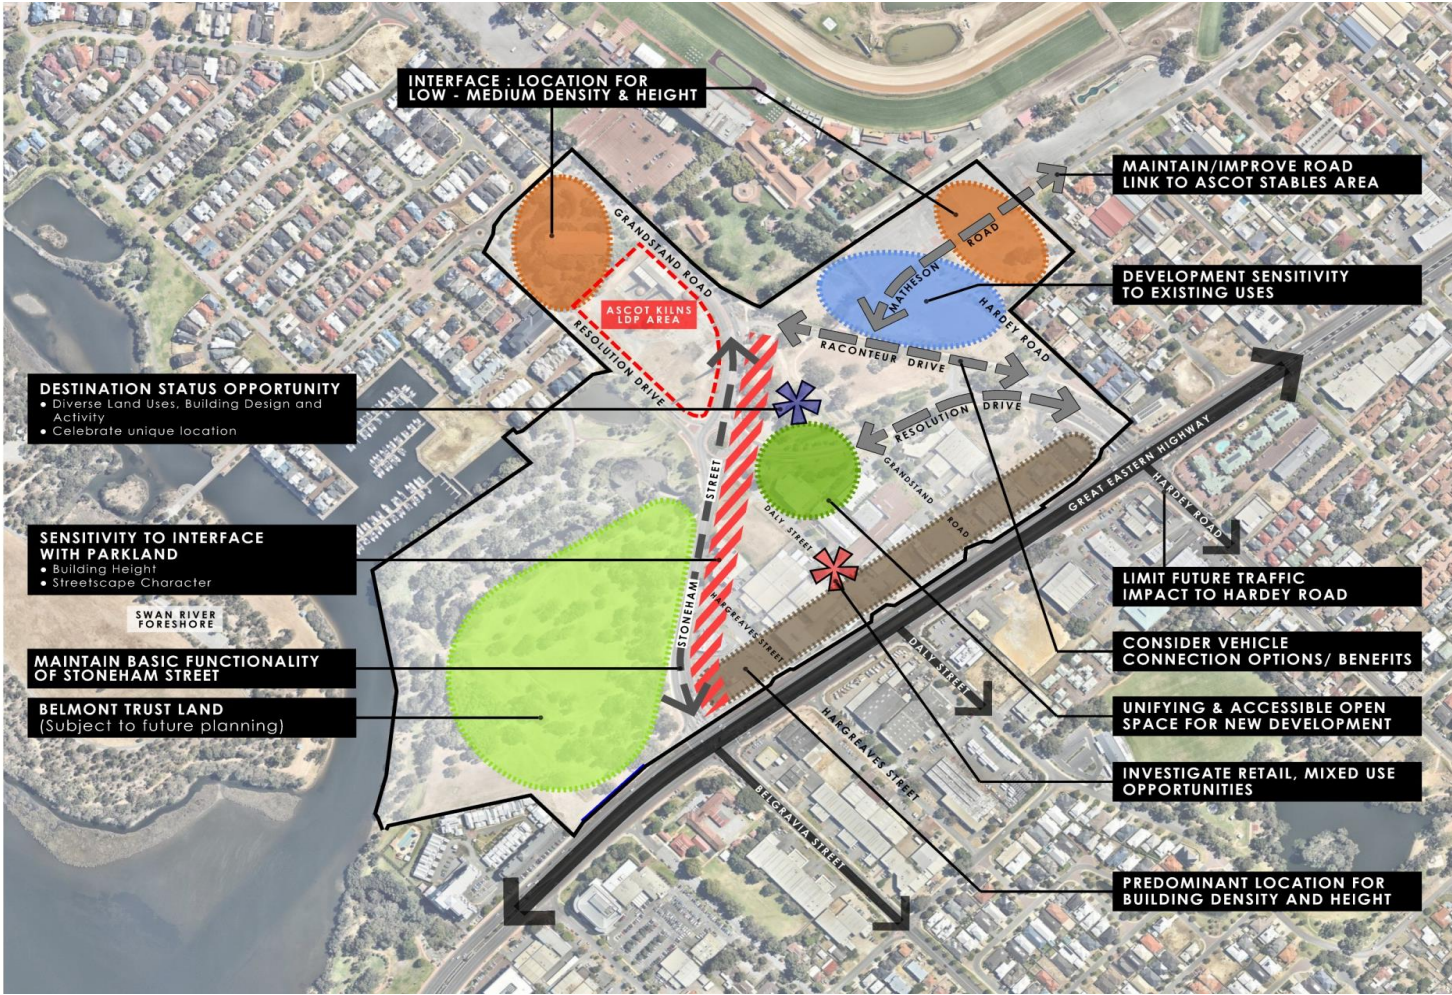 INTERFACE : LOCATION FOR
LOW - MEDIUM DENSITY & HEIGHT
MAINTAIN/IMPROVE ROAD
LINK TO ASCOT STABLES AREA
DEVELOPMENT SENSITIVITY
TO EXISTING USES
GRANDSTAND ROAD
MATHESON ROAD
HARDEY ROAD
ASCOT KILNS
LDP AREA
RESOLUTION DRIVE
RACONTEUR DRIVE
RESOLUTION DRIVE
DESTINATION STATUS OPPORTUNITY
● Diverse Land Uses, Building Design and
Activity
● Celebrate unique location
GREAT EASTERN HIGHWAY
HARDEY ROAD
STONEHAM STREET
GRANDSTAND ROAD
DALY STREET
HARGREAVES STREET
SENSITIVITY TO INTERFACE
WITH PARKLAND
● Building Height
● Streetscape Character
SWAN RIVER
FORESHORE
LIMIT FUTURE TRAFFIC
IMPACT TO HARDEY ROAD
CONSIDER VEHICLE
CONNECTION OPTIONS/ BENEFITS
MAINTAIN BASIC FUNCTIONALITY
OF STONEHAM STREET
BELMONT TRUST LAND
(Subject to future planning)
DALY STREET
UNIFYING & ACCESSIBLE OPEN
SPACE FOR NEW DEVELOPMENT
HARGREAVES STREET
INVESTIGATE RETAIL, MIXED USE
OPPORTUNITIES
BELGRAVIA STREET
PREDOMINANT LOCATION FOR
BUILDING DENSITY AND HEIGHT